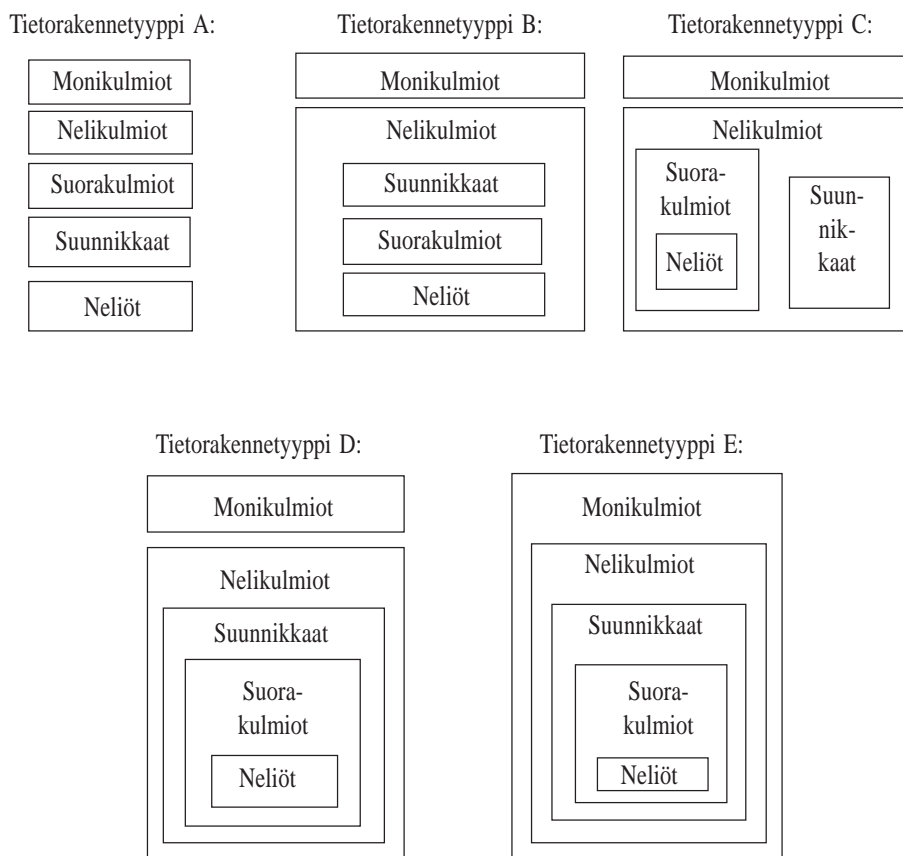 Tietorakennetyyppi A:
Monikulmiot
Nelikulmiot
Suorakulmiot
Suunnikkaat
Neliöt
Tietorakennetyyppi B:
Monikulmiot
Nelikulmiot
Suunnikkaat
Suorakulmiot
Neliöt
Tietorakennetyyppi C:
Monikulmiot
Nelikulmiot
Suora-
kulmiot
Neliöt
Suun-
nik-
kaat
Tietorakennetyyppi D:
Monikulmiot
Nelikulmiot
Suunnikkaat
Suora-
kulmiot
Neliöt
Tietorakennetyyppi E:
Monikulmiot
Nelikulmiot
Suunnikkaat
Suora-
kulmiot
Neliöt